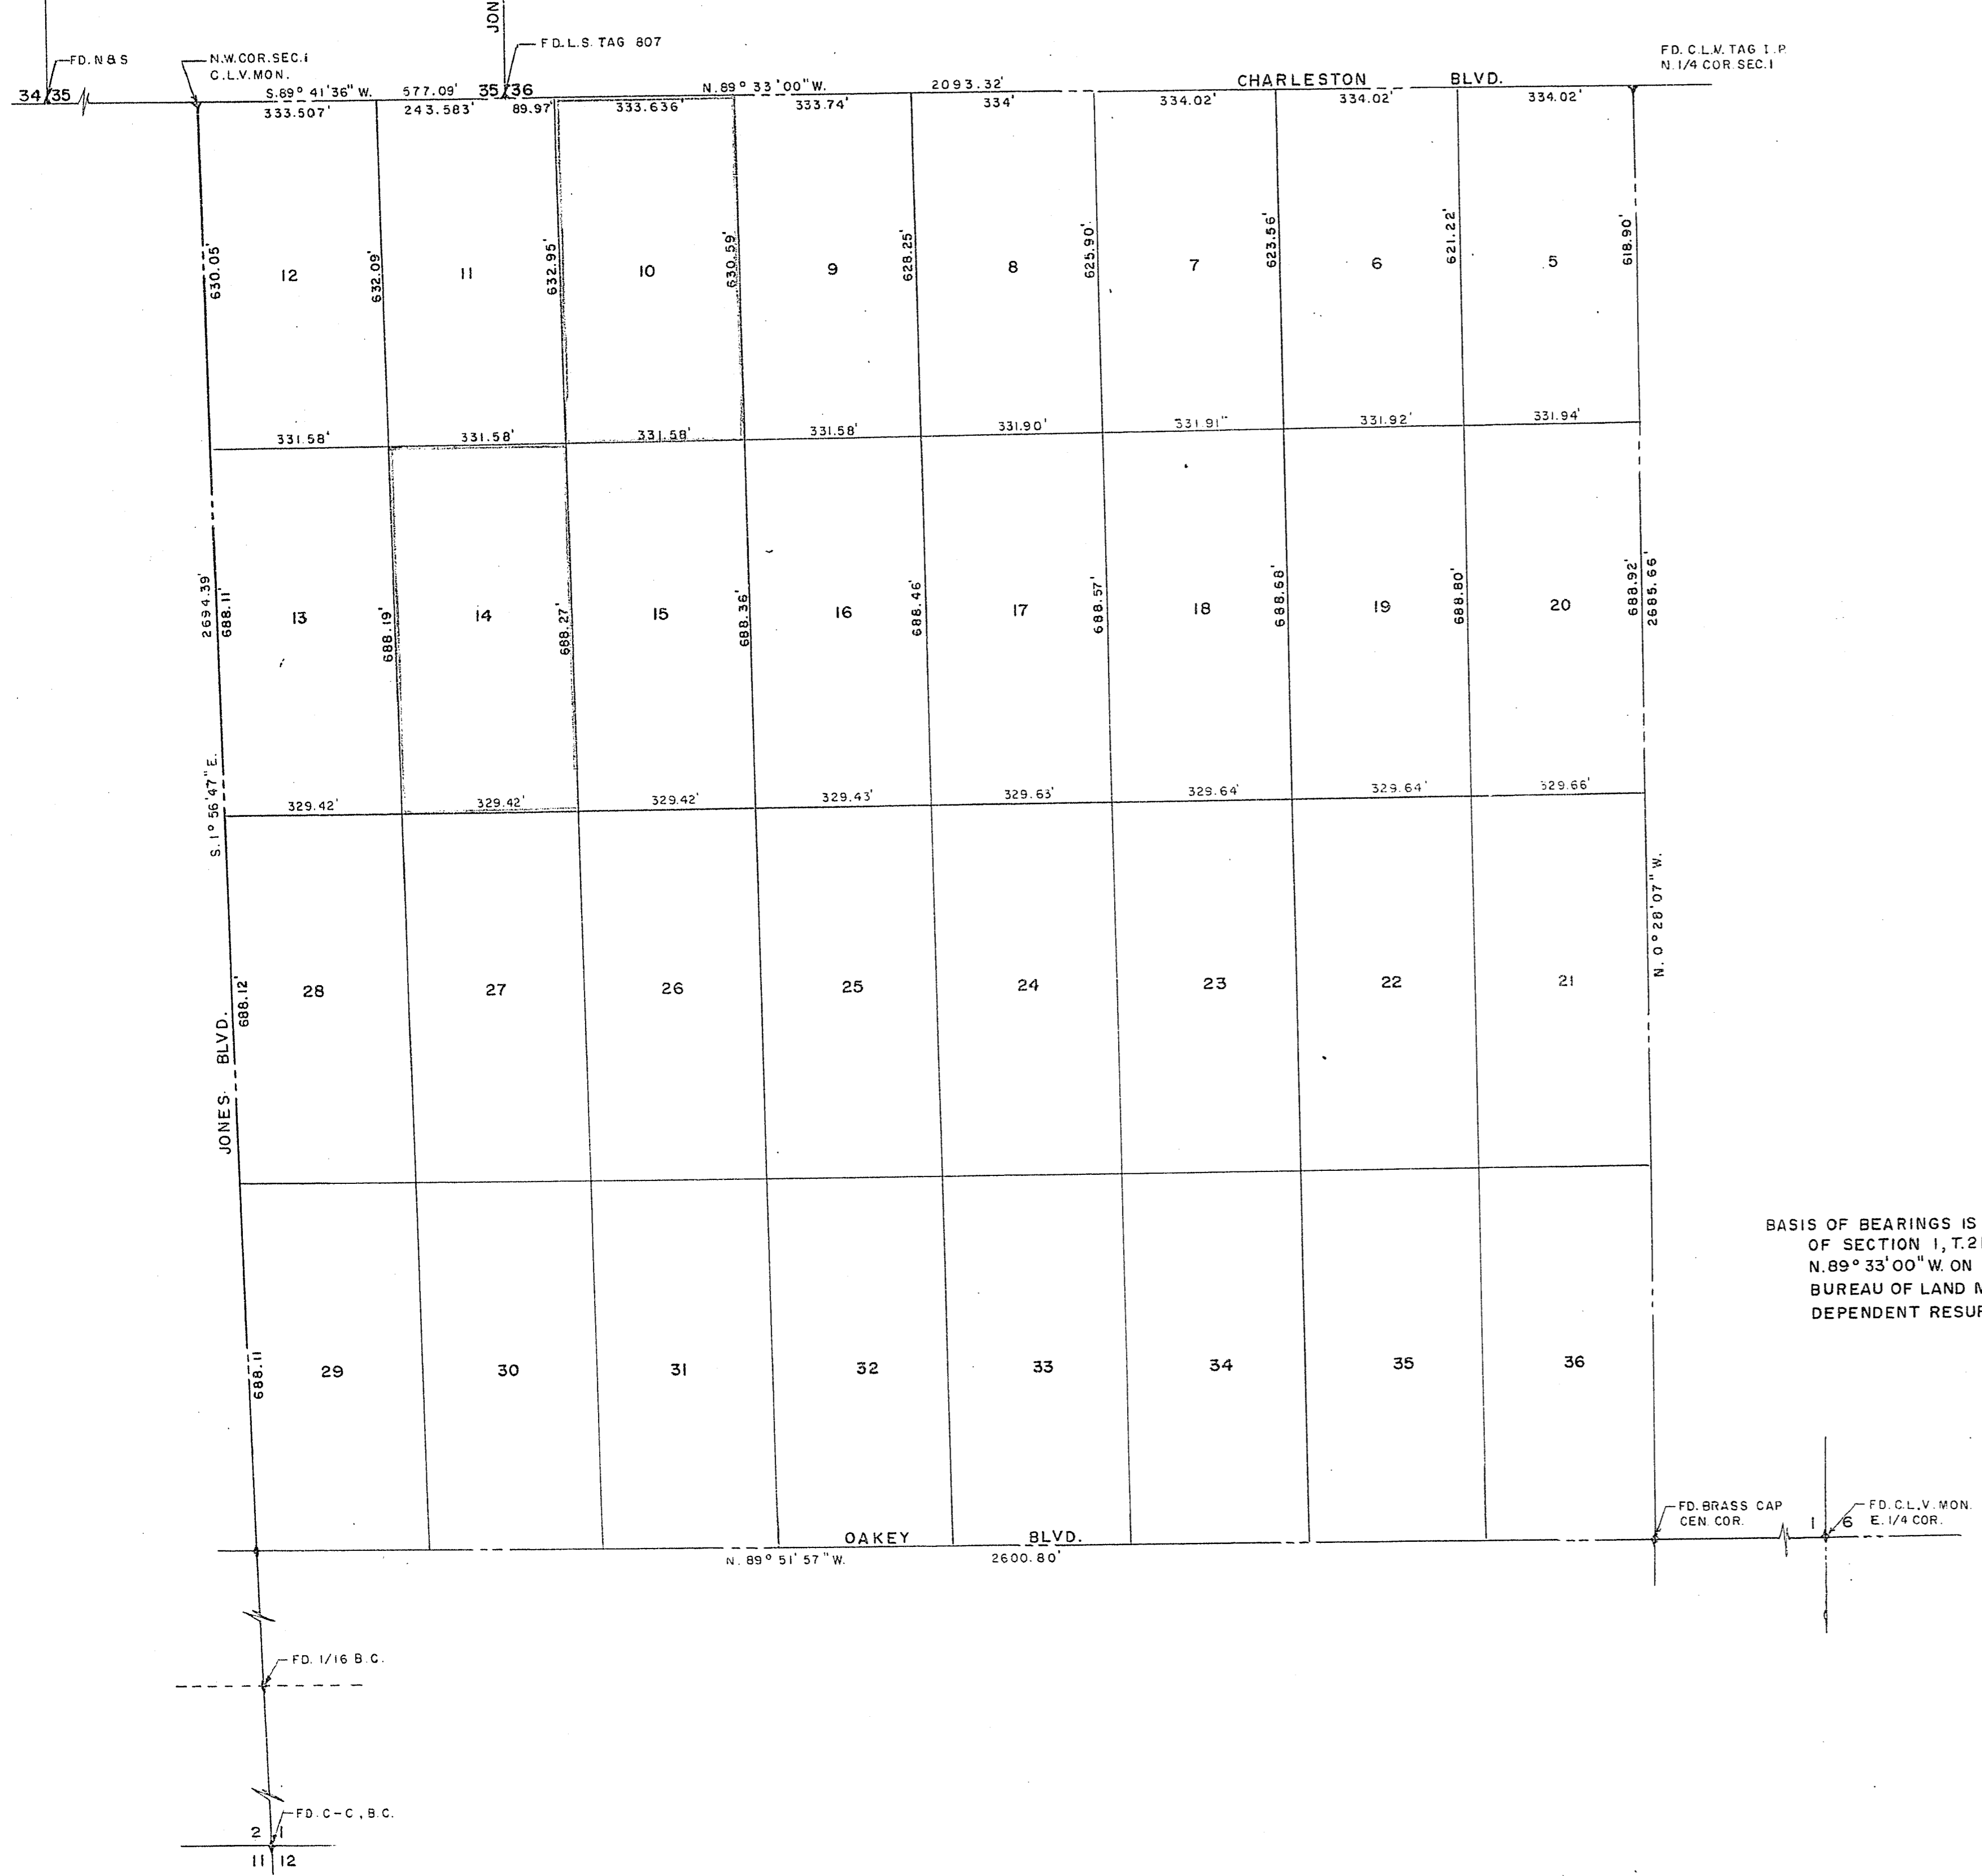 JON
FD. N & S
N.W. COR. SEC. 1
C.L.V. MON.
FD. L.S. TAG 807
FD. C.L.V. TAG I.P.
N. 1/4 COR. SEC. 1
34 35
S. 89° 41' 36" W. 577.09'
35 36
N. 89° 33' 00" W. 2093.32'
CHARLESTON BLVD.
333.507' 243.583' 89.97' 333.636' 333.74' 334' 334.02' 334.02' 334.02'
630.05' 632.09' 632.95' 630.59' 628.25' 625.90' 623.56' 621.22' 618.90'
12 11 10 9 8 7 6 5
331.58' 331.58' 331.58' 331.58' 331.90' 331.91" 331.92' 331.94'
2694.39'
688.11' 688.19' 688.27' 688.36' 688.46' 688.57' 688.68' 688.80' 688.92'
2685.66'
13 14 15 16 17 18 19 20
S. 1° 56' 47" E.
329.42' 329.42' 329.42' 329.43' 329.63' 329.64' 329.64' 329.66'
N. 0° 28' 07" W.
688.12'
28 27 26 25 24 23 22 21
JONES BLVD.
BASIS OF BEARINGS IS
OF SECTION 1, T. 2
N. 89° 33' 00" W. ON
BUREAU OF LAND
DEPENDENT RESU
688.11
29 30 31 32 33 34 35 36
FD. BRASS CAP
CEN. COR.
1 6
FD. C.L.V. MON.
E. 1/4 COR.
OAKEY BLVD.
N. 89° 51' 57" W. 2600.80'
FD. 1/16 B.C.
FD. C-C, B.C.
2 1
11 12